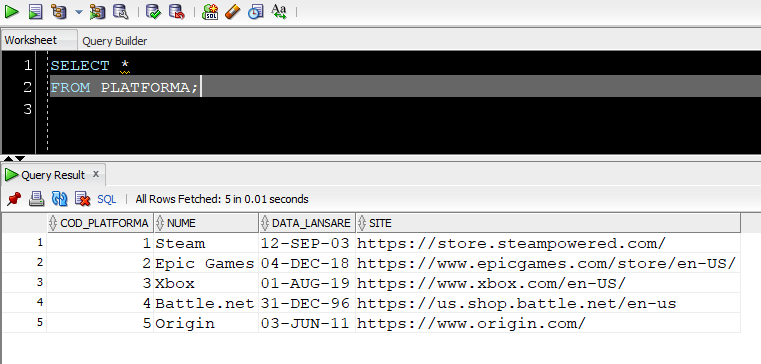 Worksheet Query Builder
1 SELECT *
2 FROM PLATFORMA;
3
Query Result x
SQL | All Rows Fetched: 5 in 0.01 seconds
COD_PLATFORMA NUME DATA_LANSARE SITE
1 1 Steam 12-SEP-03 https://store.steampowered.com/
2 2 Epic Games 04-DEC-18 https://www.epicgames.com/store/en-US/
3 3 Xbox 01-AUG-19 https://www.xbox.com/en-US/
4 4 Battle.net 31-DEC-96 https://us.shop.battle.net/en-us
5 5 Origin 03-JUN-11 https://www.origin.com/